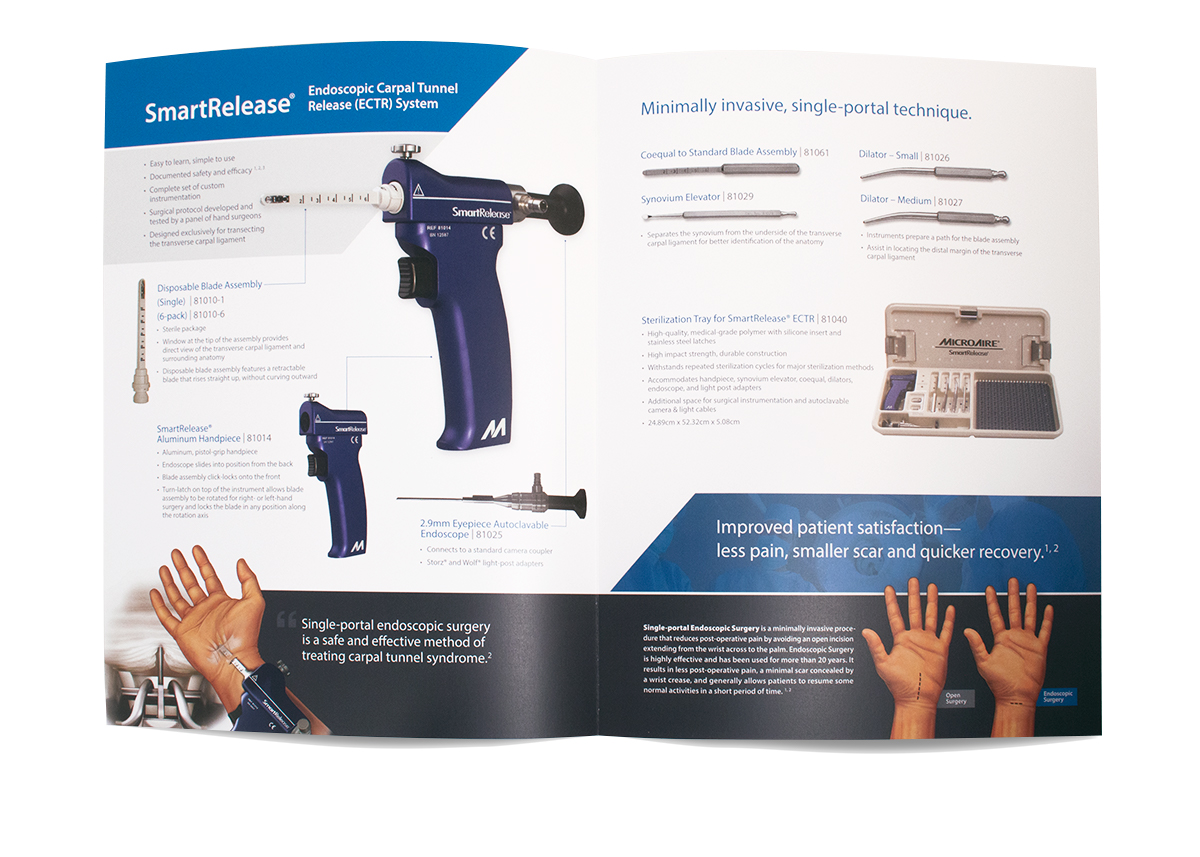 SmartRelease®
Endoscopic Carpal Tunnel
Release (ECTR) System
• Easy to learn, simple to use
• Documented safety and efficacy 1, 2, 3
• Complete set of custom
instrumentation
• Surgical protocol developed and
tested by a panel of hand surgeons
• Designed exclusively for transecting
the transverse carpal ligament
SmartRelease®
REF 81014
CE
Disposable Blade Assembly
(Single) | 81010-1
(6-pack) | 81010-6
• Sterile package
• Window at the tip of the assembly provides
direct view of the transverse carpal ligament and
surrounding anatomy
• Disposable blade assembly features a retractable
blade that rises straight up, without curving outward
SmartRelease®
Aluminum Handpiece | 81014
• Aluminum, pistol-grip handpiece
• Endoscope slides into position from the back
• Blade assembly click-locks onto the front
• Turn-latch on top of the instrument allows blade
assembly to be rotated for right- or left-hand
surgery and locks the blade in any position along
the rotation axis
SmartRelease
CE
2.9mm Eyepiece Autoclavable
Endoscope | 81025
• Connects to a standard camera coupler
• Storz® and Wolf® light-post adapters
“Single-portal endoscopic surgery
is a safe and effective method of
treating carpal tunnel syndrome.2
SmartRelease
CE
Minimally invasive, single-portal technique.
Coequal to Standard Blade Assembly | 81061
Synovium Elevator | 81029
• Separates the synovium from the underside of the transverse
carpal ligament for better identification of the anatomy
Dilator – Small | 81026
Dilator – Medium | 81027
• Instruments prepare a path for the blade assembly
• Assist in locating the distal margin of the transverse
carpal ligament
Sterilization Tray for SmartRelease® ECTR | 81040
• High-quality, medical-grade polymer with silicone insert and
stainless steel latches
• High impact strength, durable construction
• Withstands repeated sterilization cycles for major sterilization methods
• Accommodates handpiece, synovium elevator, coequal, dilators,
endoscope, and light post adapters
• Additional space for surgical instrumentation and autoclavable
camera & light cables
• 24.89cm x 52.32cm x 5.08cm
MICROAIRE®
SmartRelease®
Improved patient satisfaction—
less pain, smaller scar and quicker recovery.1, 2
Single-portal Endoscopic Surgery is a minimally invasive proce-
dure that reduces post-operative pain by avoiding an open incision
extending from the wrist across to the palm. Endoscopic Surgery
is highly effective and has been used for more than 20 years. It
results in less post-operative pain, a minimal scar concealed by
a wrist crease, and generally allows patients to resume some
normal activities in a short period of time. 1, 2
Open
Surgery
Endoscopic
Surgery